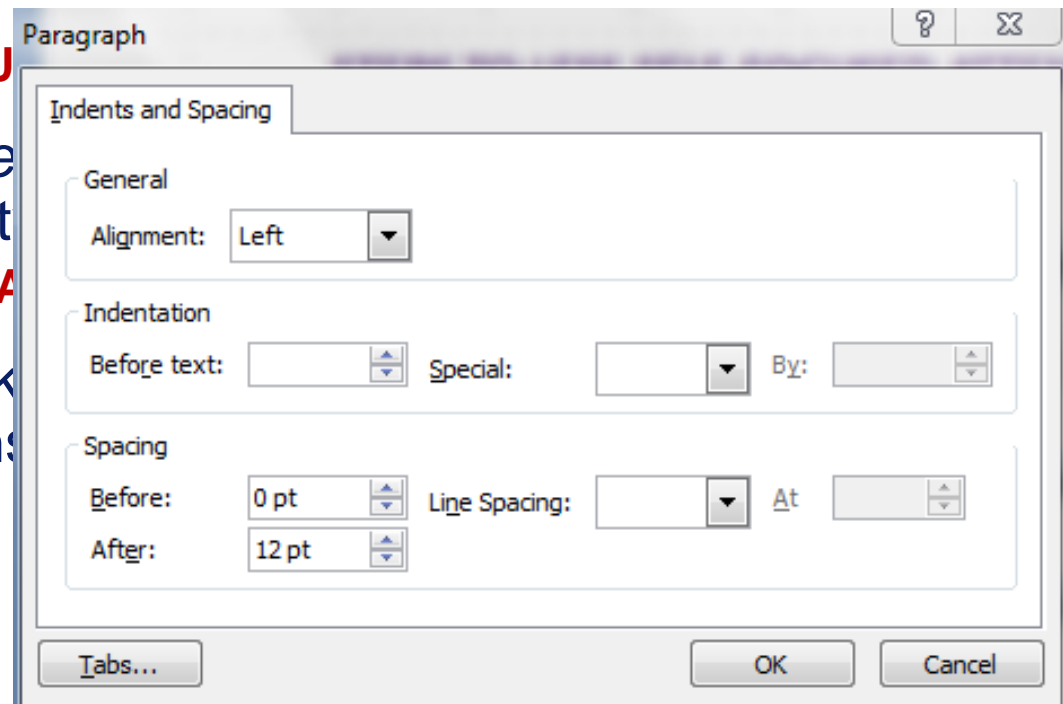 Paragraph
Indents and Spacing
General
Alignment: Left
Indentation
Before text: Special: By:
Spacing
Before: 0 pt Line Spacing: At
After: 12 pt
Tabs... OK Cancel